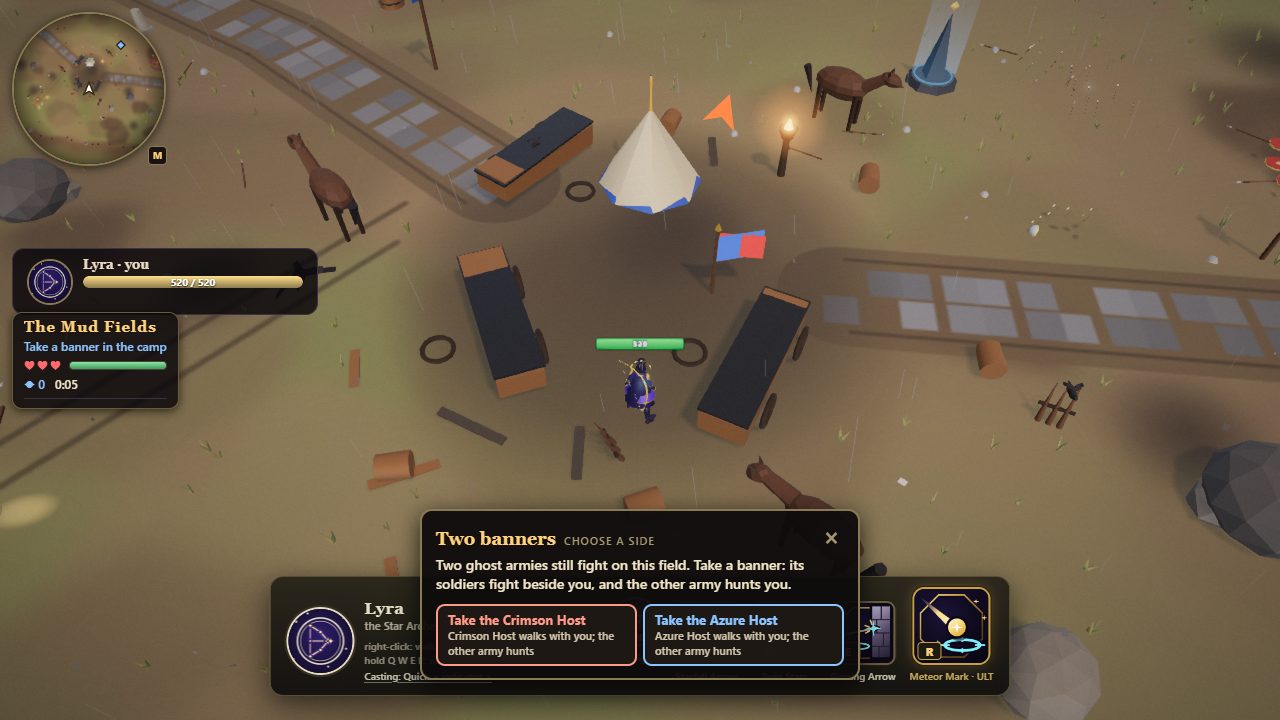 M
Lyra · you
520 / 520
The Mud Fields
Take a banner in the camp
0 0:05
Two banners CHOOSE A SIDE
Two ghost armies still fight on this field. Take a banner: its
soldiers fight beside you, and the other army hunts you.
Take the Crimson Host
Crimson Host walks with you; the
other army hunts
Take the Azure Host
Azure Host walks with you; the
other army hunts
Lyra
the Star
right-click:
hold Q W E
Casting:
Arrow
R
Meteor Mark · ULT